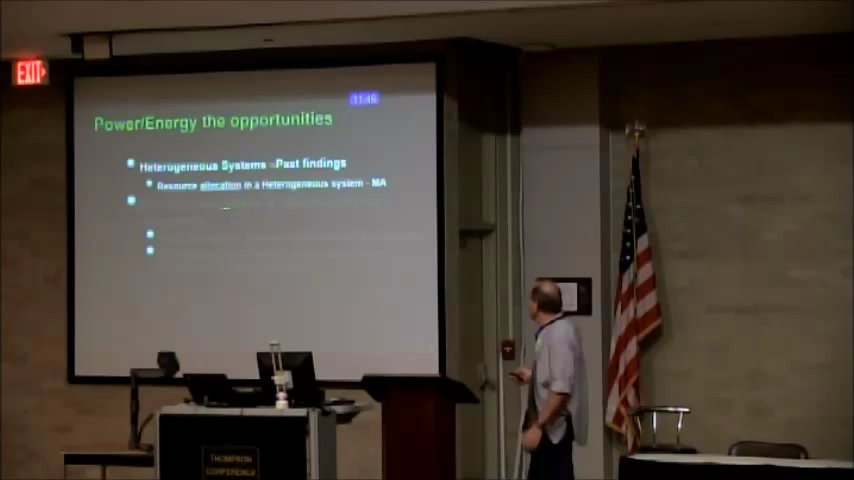 EXIT
11:46
Power/Energy the opportunities
Heterogeneous Systems - Past findings
Resource allocation in a Heterogeneous system - MA
THOMPSON
CONFERENCE